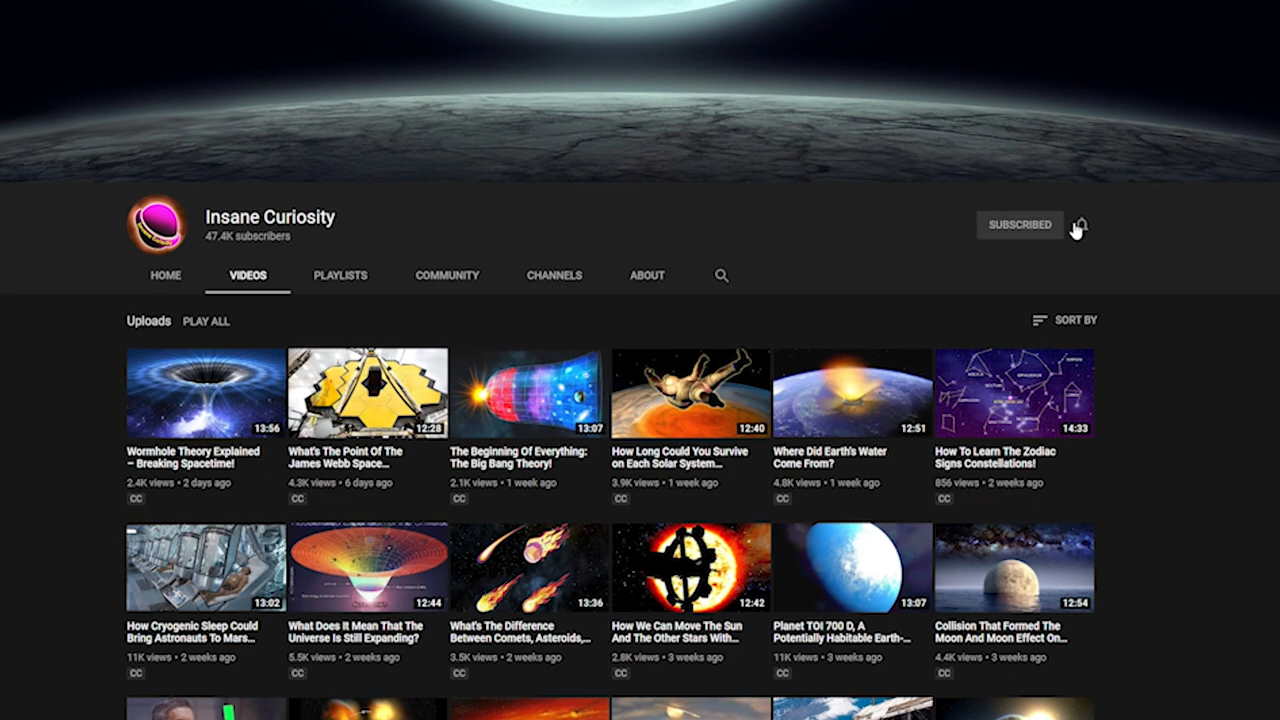 Insane Curiosity
47.4K subscribers
SUBSCRIBED
HOME VIDEOS PLAYLISTS COMMUNITY CHANNELS ABOUT
Uploads PLAY ALL SORT BY
13:56 12:28 13:07 12:40 12:51 14:33
Wormhole Theory Explained
– Breaking Spacetime!
2.4K views • 2 days ago
CC
What's The Point Of The
James Webb Space...
4.3K views • 6 days ago
CC
The Beginning Of Everything:
The Big Bang Theory!
2.1K views • 1 week ago
CC
How Long Could You Survive
on Each Solar System...
3.9K views • 1 week ago
CC
Where Did Earth's Water
Come From?
4.8K views • 1 week ago
CC
How To Learn The Zodiac
Signs Constellations!
856 views • 2 weeks ago
CC
13:02 12:44 13:36 12:42 13:07 12:54
How Cryogenic Sleep Could
Bring Astronauts To Mars...
11K views • 2 weeks ago
CC
What Does It Mean That The
Universe Is Still Expanding?
5.5K views • 2 weeks ago
CC
What's The Difference
Between Comets, Asteroids,...
3.5K views • 2 weeks ago
CC
How We Can Move The Sun
And The Other Stars With...
2.8K views • 3 weeks ago
CC
Planet TOI 700 D, A
Potentially Habitable Earth-...
11K views • 3 weeks ago
CC
Collision That Formed The
Moon And Moon Effect On...
4.4K views • 3 weeks ago
CC